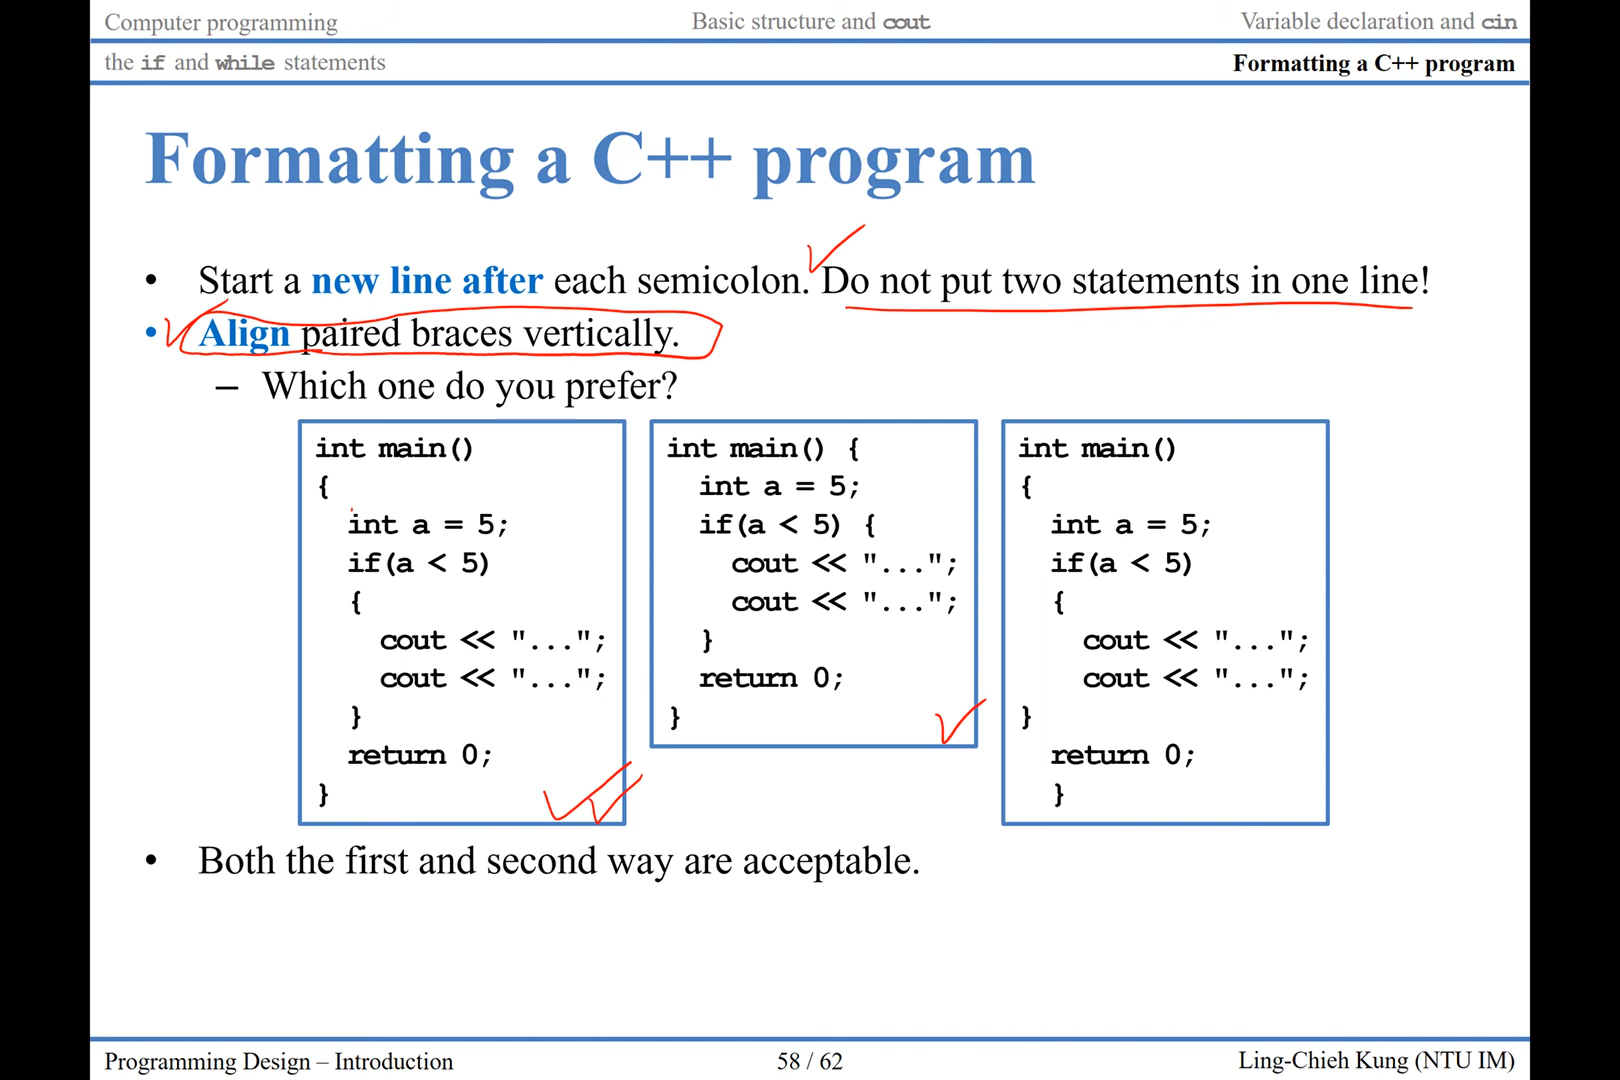 Computer programming Basic structure and cout Variable declaration and cin
the if and while statements Formatting a C++ program
Formatting a C++ program
• Start a new line after each semicolon. Do not put two statements in one line!
• Align paired braces vertically.
– Which one do you prefer?
int main()
{
  int a = 5;
  if(a < 5)
  {
    cout << "...";
    cout << "...";
  }
  return 0;
}
int main() {
  int a = 5;
  if(a < 5) {
    cout << "...";
    cout << "...";
  }
  return 0;
}
int main()
{
  int a = 5;
  if(a < 5)
  {
    cout << "...";
    cout << "...";
}
  return 0;
  }
• Both the first and second way are acceptable.
Programming Design – Introduction 58 / 62 Ling-Chieh Kung (NTU IM)